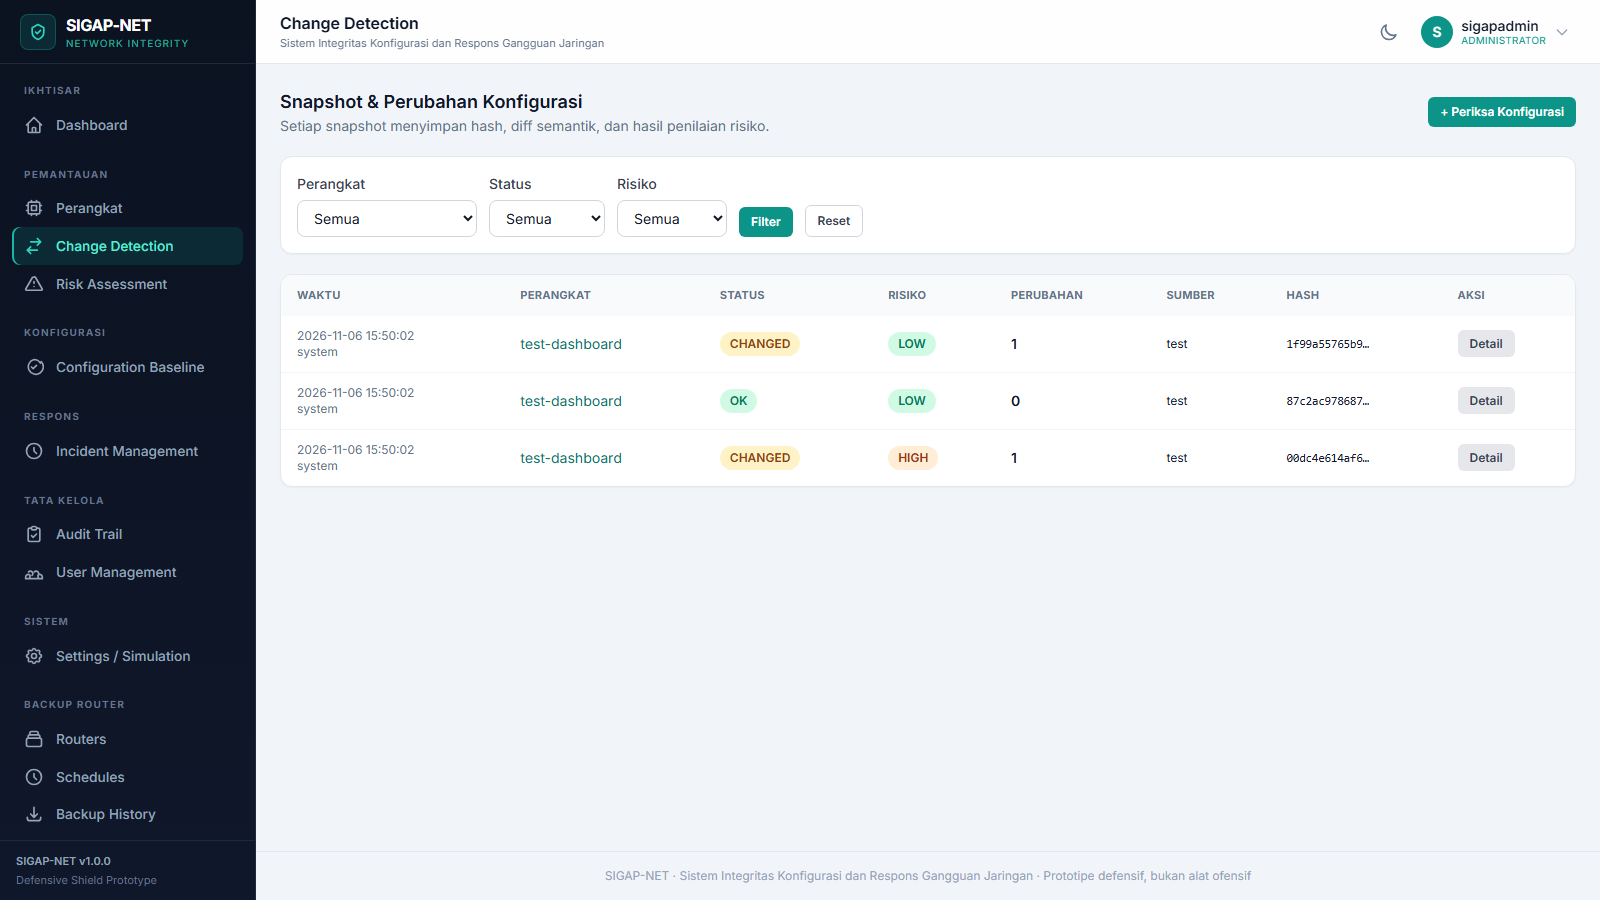 SIGAP-NET
NETWORK INTEGRITY
IKHTISAR
Dashboard
PEMANTAUAN
Perangkat
Change Detection
Risk Assessment
KONFIGURASI
Configuration Baseline
RESPONS
Incident Management
TATA KELOLA
Audit Trail
User Management
SISTEM
Settings / Simulation
BACKUP ROUTER
Routers
Schedules
Backup History
SIGAP-NET v1.0.0
Defensive Shield Prototype
Change Detection
Sistem Integritas Konfigurasi dan Respons Gangguan Jaringan
S
sigapadmin
ADMINISTRATOR
Snapshot & Perubahan Konfigurasi
Setiap snapshot menyimpan hash, diff semantik, dan hasil penilaian risiko.
+ Periksa Konfigurasi
Perangkat Status Risiko
Semua Semua Semua Filter Reset
WAKTU PERANGKAT STATUS RISIKO PERUBAHAN SUMBER HASH AKSI
2026-11-06 15:50:02
system
test-dashboard CHANGED LOW 1 test 1f99a55765b9… Detail
2026-11-06 15:50:02
system
test-dashboard OK LOW 0 test 87c2ac978687… Detail
2026-11-06 15:50:02
system
test-dashboard CHANGED HIGH 1 test 00dc4e614af6… Detail
SIGAP-NET · Sistem Integritas Konfigurasi dan Respons Gangguan Jaringan · Prototipe defensif, bukan alat ofensif